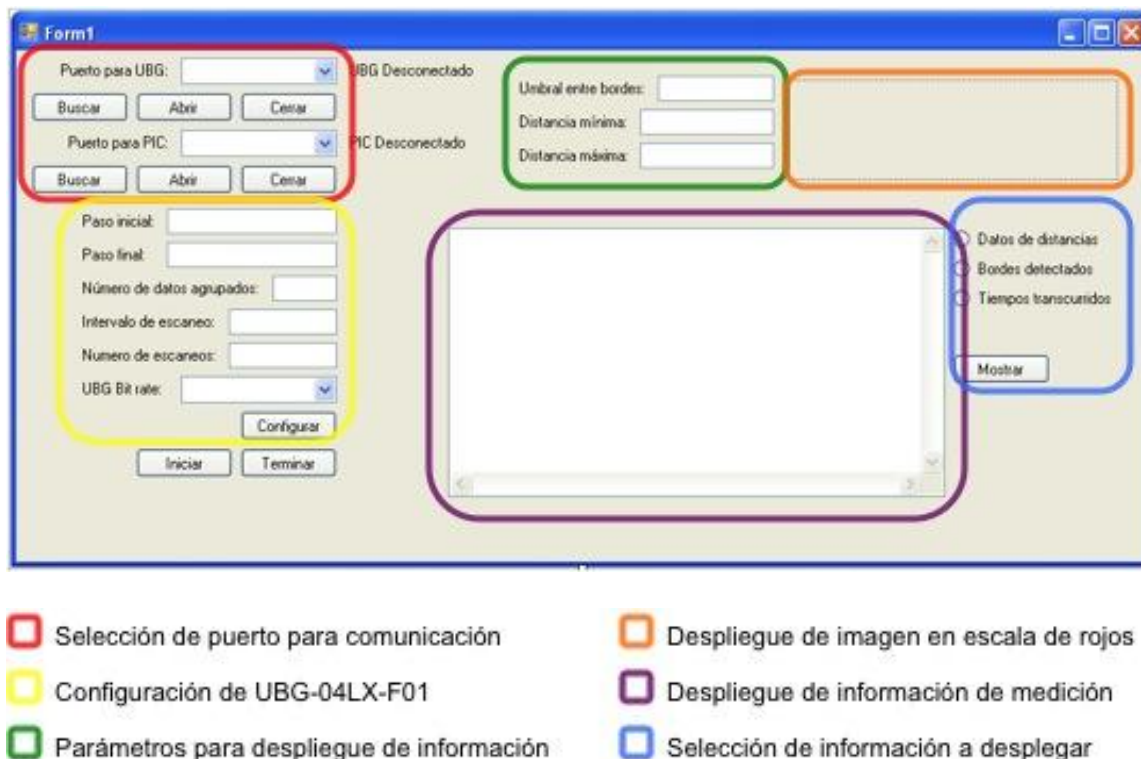 Form1
Puerto para UBG:
UBG Desconectado
Buscar
Abrir
Cerrar
Puerto para PIC:
PIC Desconectado
Buscar
Abrir
Cerrar
Umbral entre bordes:
Distancia mínima:
Distancia máxima:
Paso inicial:
Paso final:
Número de datos agrupados:
Intervalo de escaneo:
Numero de escaneos:
UBG Bit rate:
Configurar
Iniciar
Terminar
Datos de distancias
Bordes detectados
Tiempos transcurridos
Mostrar
Selección de puerto para comunicación
Configuración de UBG-04LX-F01
Parámetros para despliegue de información
Despliegue de imagen en escala de rojos
Despliegue de información de medición
Selección de información a desplegar